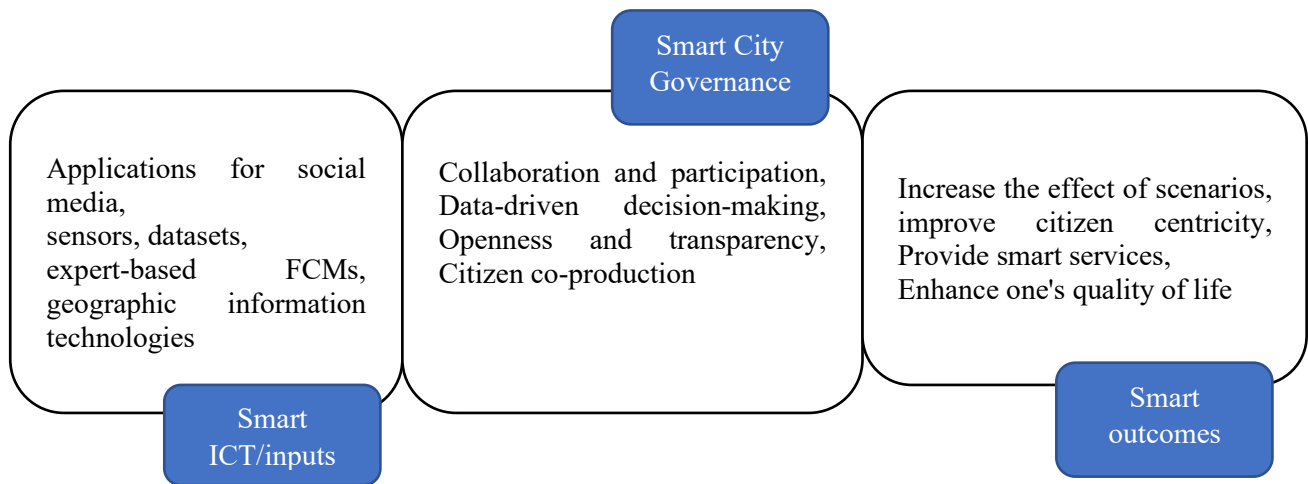 Smart City
Governance
Applications for social
media,
sensors, datasets,
expert-based FCMs,
geographic information
technologies
Smart
ICT/inputs
Collaboration and participation,
Data-driven decision-making,
Openness and transparency,
Citizen co-production
Increase the effect of scenarios,
improve citizen centricity,
Provide smart services,
Enhance one's quality of life
Smart
outcomes